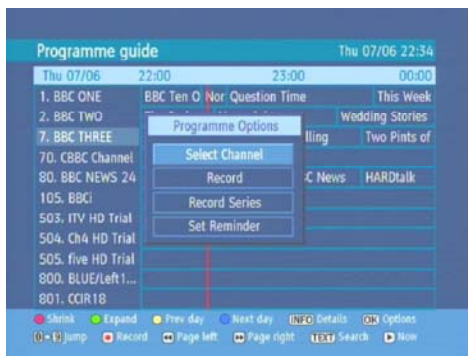 Programme guide Thu 07/06 22:34
Thu 07/06 22:00 23:00 00:00
1. BBC ONE BBC Ten O Nor Question Time This Week
2. BBC TWO Wedding Stories
Programme Options
7. BBC THREE lling Two Pints of
70. CBBC Channel Select Channel
80. BBC NEWS 24 Record C News HARDtalk
105. BBCi Record Series
503. ITV HD Trial Set Reminder
504. Ch4 HD Trial
505. five HD Trial
800. BLUE/Left1...
801. CCIR18
Shrink Expand Prev day Next day INFO Details OK Options
0 - 9 Jump Record Page left Page right TEXT Search Now